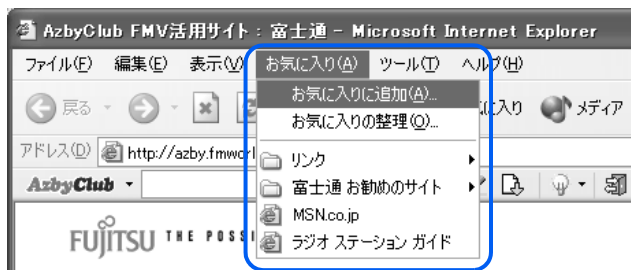 AzbyClub FMV活用サイト : 富士通 - Microsoft Internet Explorer
ファイル(F) 編集(E) 表示(V) お気に入り(A) ツール(T) ヘルプ(H)
お気に入りに追加(A)...
戻る に入り メディア
お気に入りの整理(O)...
アドレス(D) http://azby.fmworl
リンク
AzbyClub 富士通 お勧めのサイト
MSN.co.jp
FUJITSU THE POSSI ラジオ ステーション ガイド